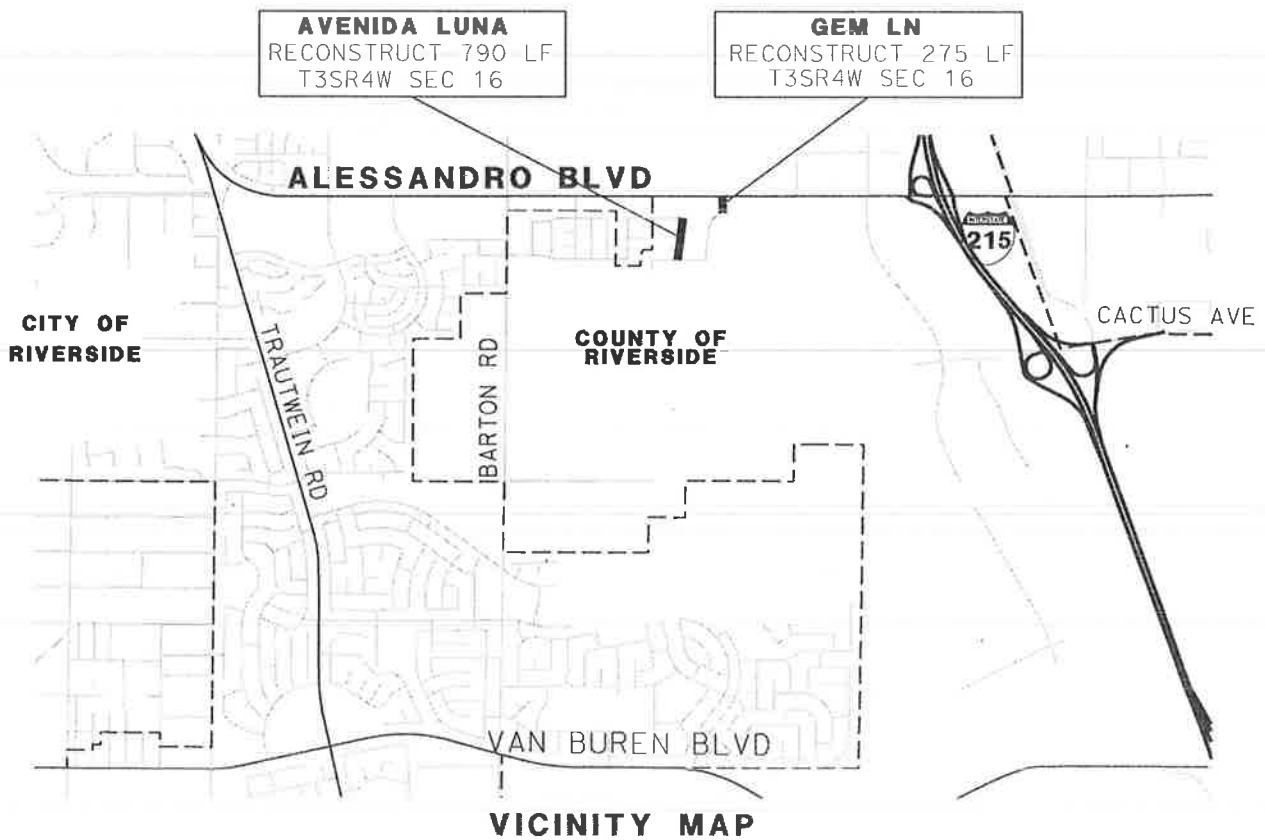 AVENIDA LUNA
RECONSTRUCT 790 LF
T3SR4W SEC 16
GEM LN
RECONSTRUCT 275 LF
T3SR4W SEC 16
ALESSANDRO BLVD
INTERSTATE
215
CACTUS AVE
CITY OF
RIVERSIDE
TRAUTWEIN RD
BARTON RD
COUNTY OF
RIVERSIDE
VAN BUREN BLVD
VICINITY MAP